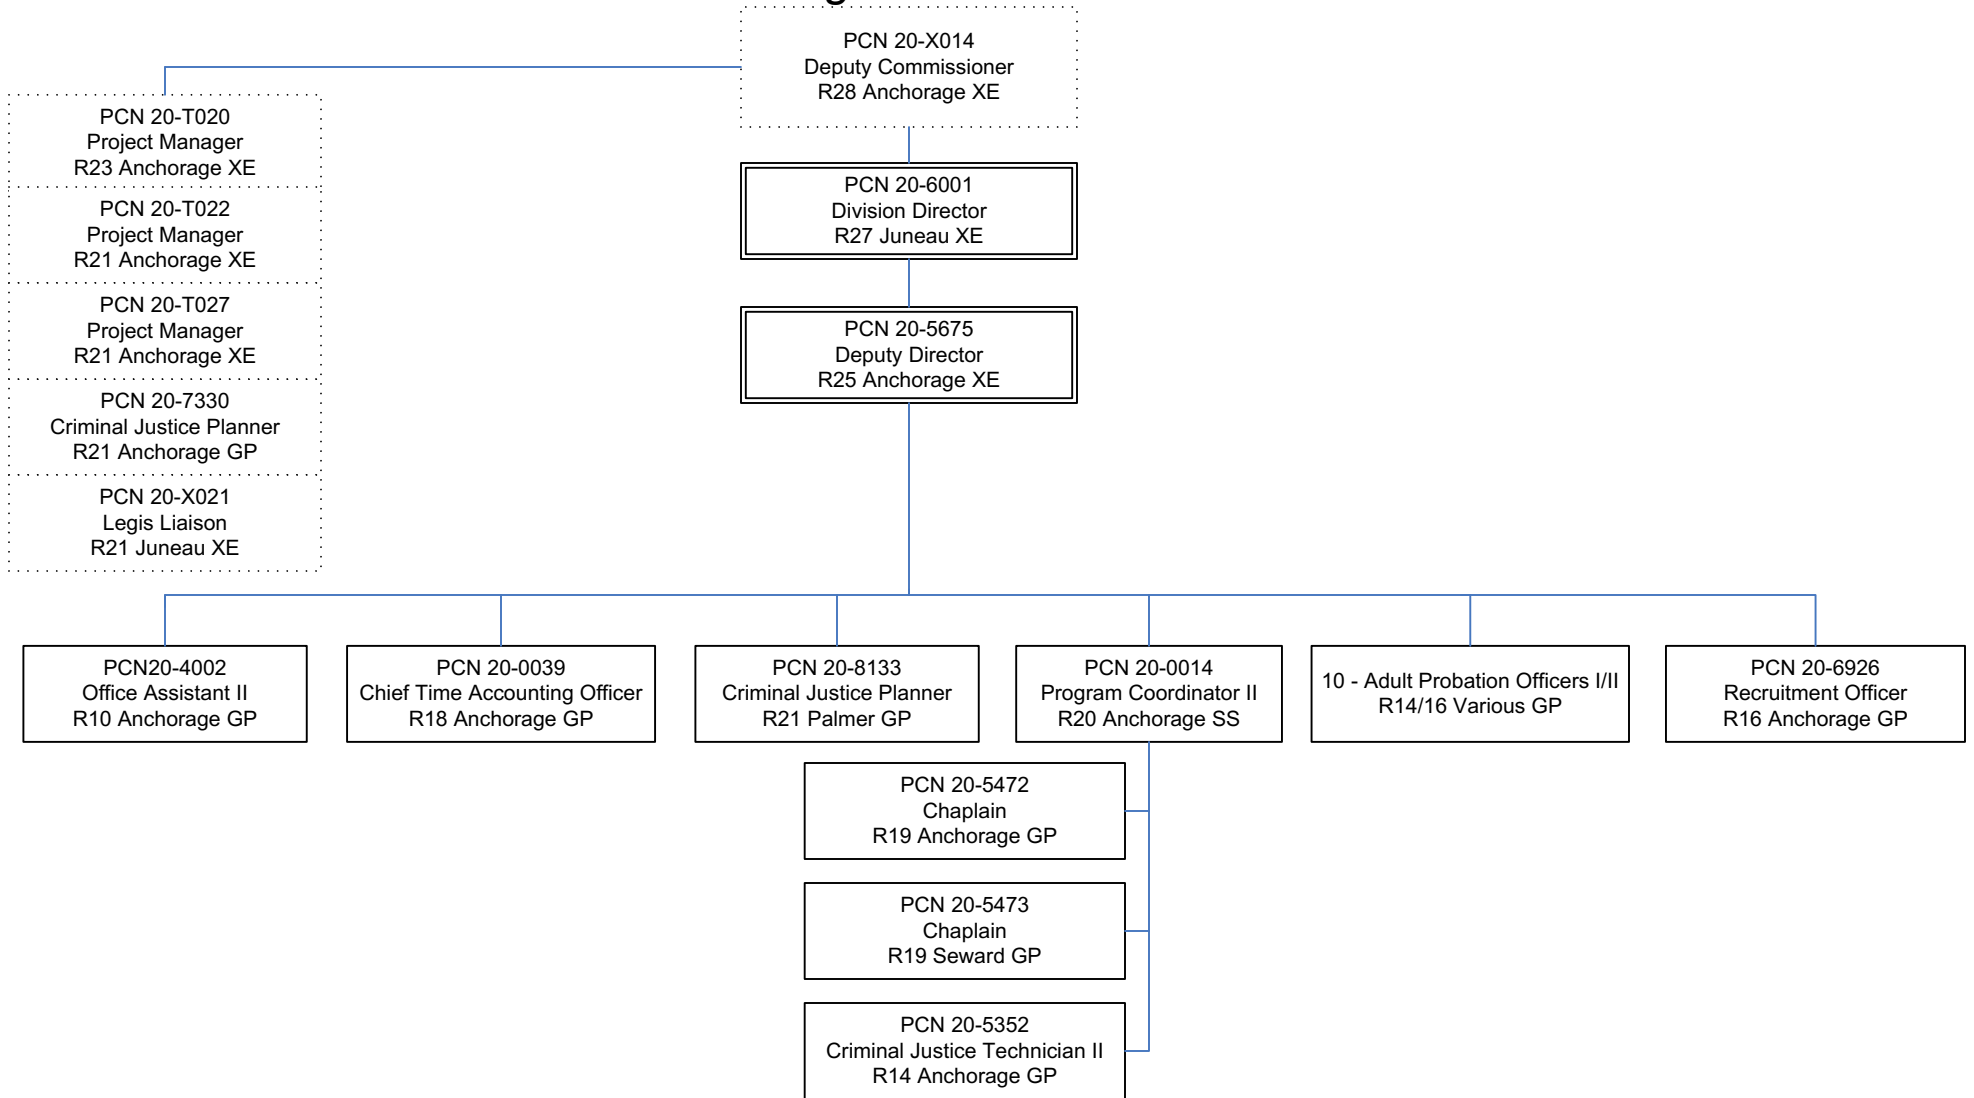 PCN 20-X014
Deputy Commissioner
R28 Anchorage XE
PCN 20-T020
Project Manager
R23 Anchorage XE
PCN 20-T022
Project Manager
R21 Anchorage XE
PCN 20-T027
Project Manager
R21 Anchorage XE
PCN 20-7330
Criminal Justice Planner
R21 Anchorage GP
PCN 20-X021
Legis Liaison
R21 Juneau XE
PCN 20-6001
Division Director
R27 Juneau XE
PCN 20-5675
Deputy Director
R25 Anchorage XE
PCN20-4002
Office Assistant II
R10 Anchorage GP
PCN 20-0039
Chief Time Accounting Officer
R18 Anchorage GP
PCN 20-8133
Criminal Justice Planner
R21 Palmer GP
PCN 20-0014
Program Coordinator II
R20 Anchorage SS
10 - Adult Probation Officers I/II
R14/16 Various GP
PCN 20-6926
Recruitment Officer
R16 Anchorage GP
PCN 20-5472
Chaplain
R19 Anchorage GP
PCN 20-5473
Chaplain
R19 Seward GP
PCN 20-5352
Criminal Justice Technician II
R14 Anchorage GP